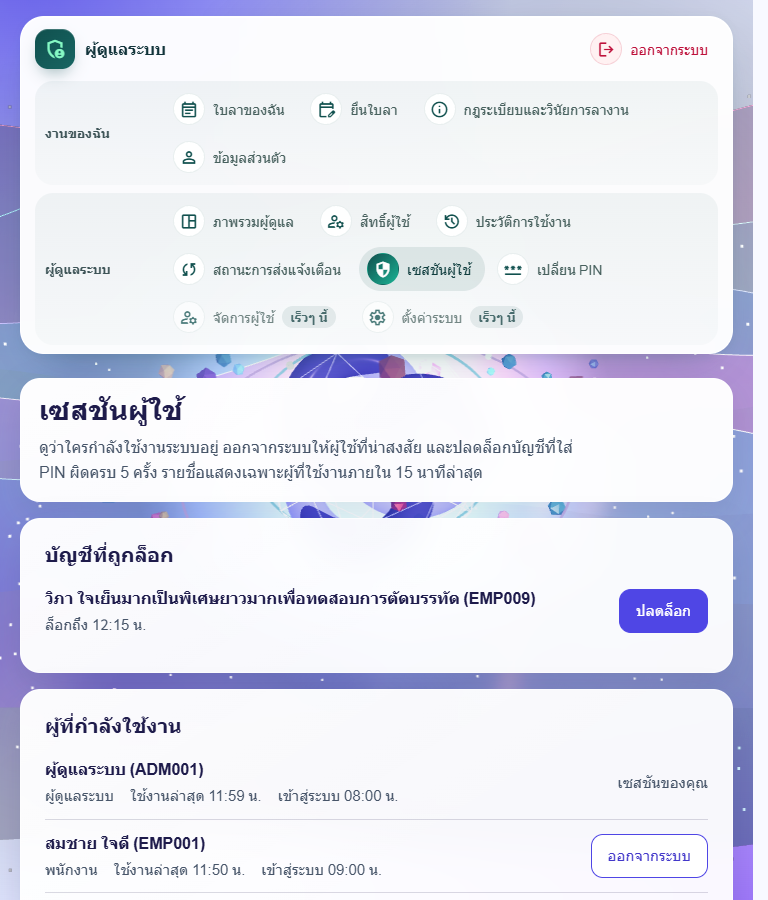 ผู้ดูแลระบบ
ออกจากระบบ
งานของฉัน
ใบลาของฉัน
ยื่นใบลา
กฎระเบียบและวินัยการลางาน
ข้อมูลส่วนตัว
ผู้ดูแลระบบ
ภาพรวมผู้ดูแล
สิทธิ์ผู้ใช้
ประวัติการใช้งาน
สถานะการส่งแจ้งเตือน
เซสชันผู้ใช้
เปลี่ยน PIN
จัดการผู้ใช้ เร็วๆ นี้
ตั้งค่าระบบ เร็วๆ นี้
เซสชันผู้ใช้
ดูว่าใครกำลังใช้งานระบบอยู่ ออกจากระบบให้ผู้ใช้ที่น่าสงสัย และปลดล็อกบัญชีที่ใส่
PIN ผิดครบ 5 ครั้ง รายชื่อแสดงเฉพาะผู้ที่ใช้งานภายใน 15 นาทีล่าสุด
บัญชีที่ถูกล็อก
วิภา ใจเย็นมากเป็นพิเศษยาวมากเพื่อทดสอบการตัดบรรทัด (EMP009)
ล็อกถึง 12:15 น.
ปลดล็อก
ผู้ที่กำลังใช้งาน
ผู้ดูแลระบบ (ADM001)
ผู้ดูแลระบบ ใช้งานล่าสุด 11:59 น. เข้าสู่ระบบ 08:00 น.
เซสชันของคุณ
สมชาย ใจดี (EMP001)
พนักงาน ใช้งานล่าสุด 11:50 น. เข้าสู่ระบบ 09:00 น.
ออกจากระบบ